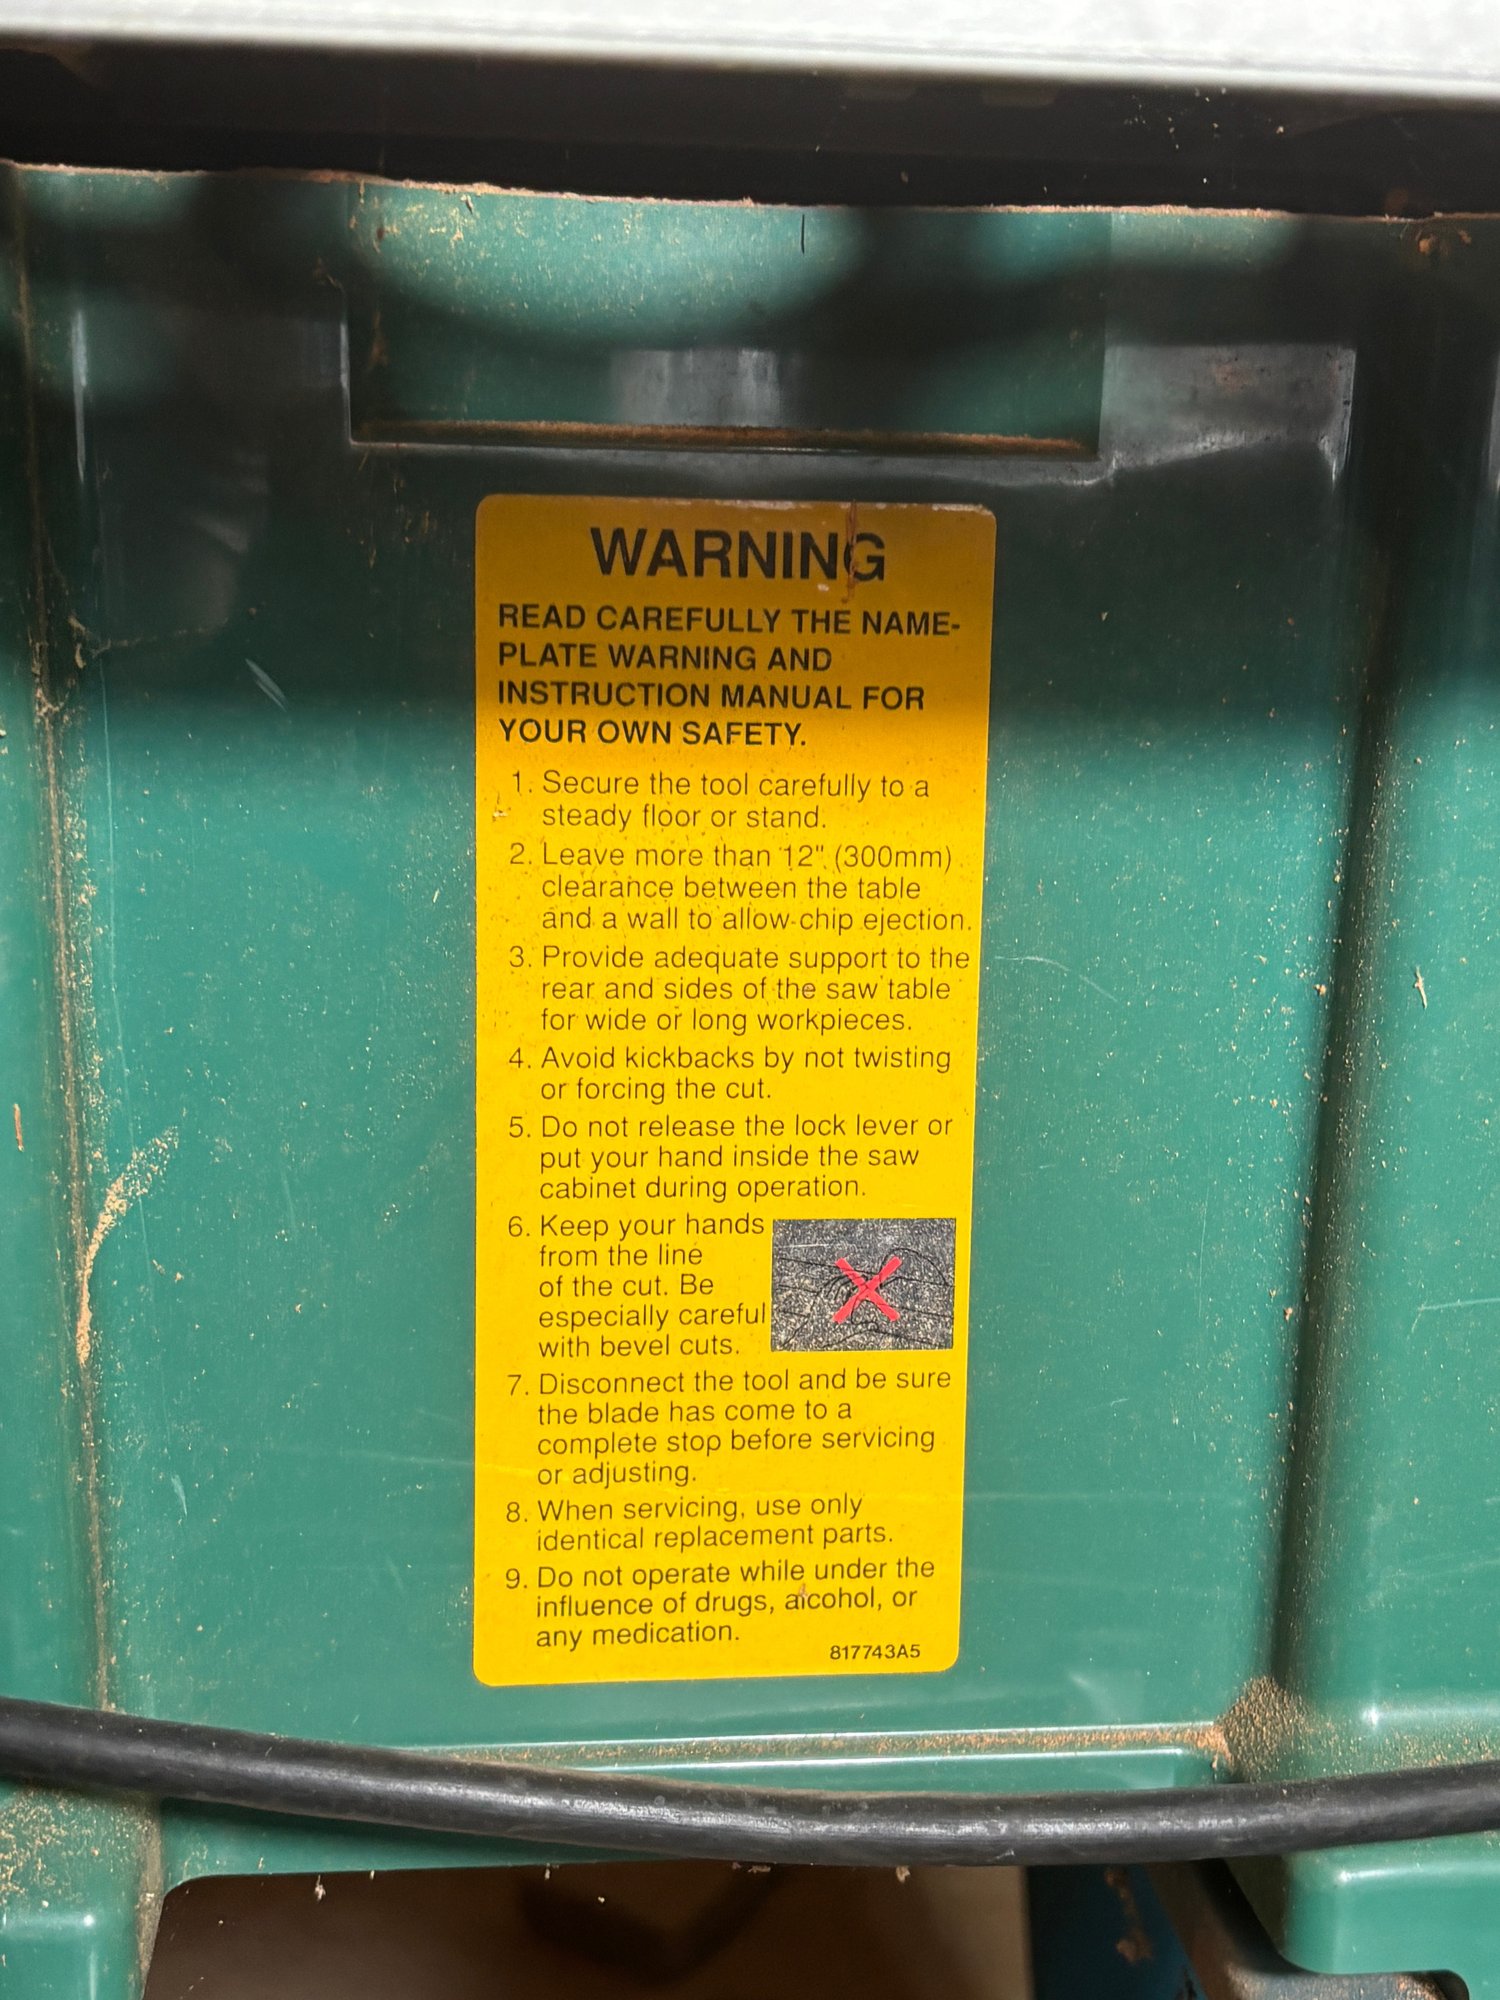 WARNING
READ CAREFULLY THE NAME-
PLATE WARNING AND
INSTRUCTION MANUAL FOR
YOUR OWN SAFETY.
1. Secure the tool carefully to a
steady floor or stand.
2. Leave more than 12" (300mm)
clearance between the table
and a wall to allow chip ejection.
3. Provide adequate support to the
rear and sides of the saw table
for wide or long workpieces.
4. Avoid kickbacks by not twisting
or forcing the cut.
5. Do not release the lock lever or
put your hand inside the saw
cabinet during operation.
6. Keep your hands
from the line
of the cut. Be
especially careful
with bevel cuts.
7. Disconnect the tool and be sure
the blade has come to a
complete stop before servicing
or adjusting.
8. When servicing, use only
identical replacement parts.
9. Do not operate while under the
influence of drugs, alcohol, or
any medication.
817743A5